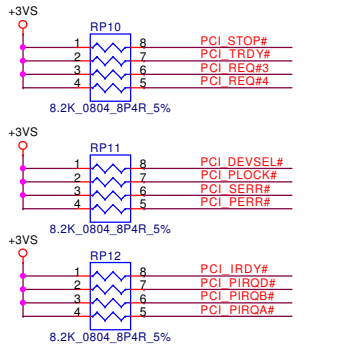 +3VS
RP10
1 8 PCI_STOP#
2 7 PCI_TRDY#
3 6 PCI_REQ#3
4 5 PCI_REQ#4
8.2K_0804_8P4R_5%
+3VS
RP11
1 8 PCI_DEVSEL#
2 7 PCI_PLOCK#
3 6 PCI_SERR#
4 5 PCI_PERR#
8.2K_0804_8P4R_5%
+3VS
RP12
1 8 PCI_IRDY#
2 7 PCI_PIRQD#
3 6 PCI_PIRQB#
4 5 PCI_PIRQA#
8.2K_0804_8P4R_5%